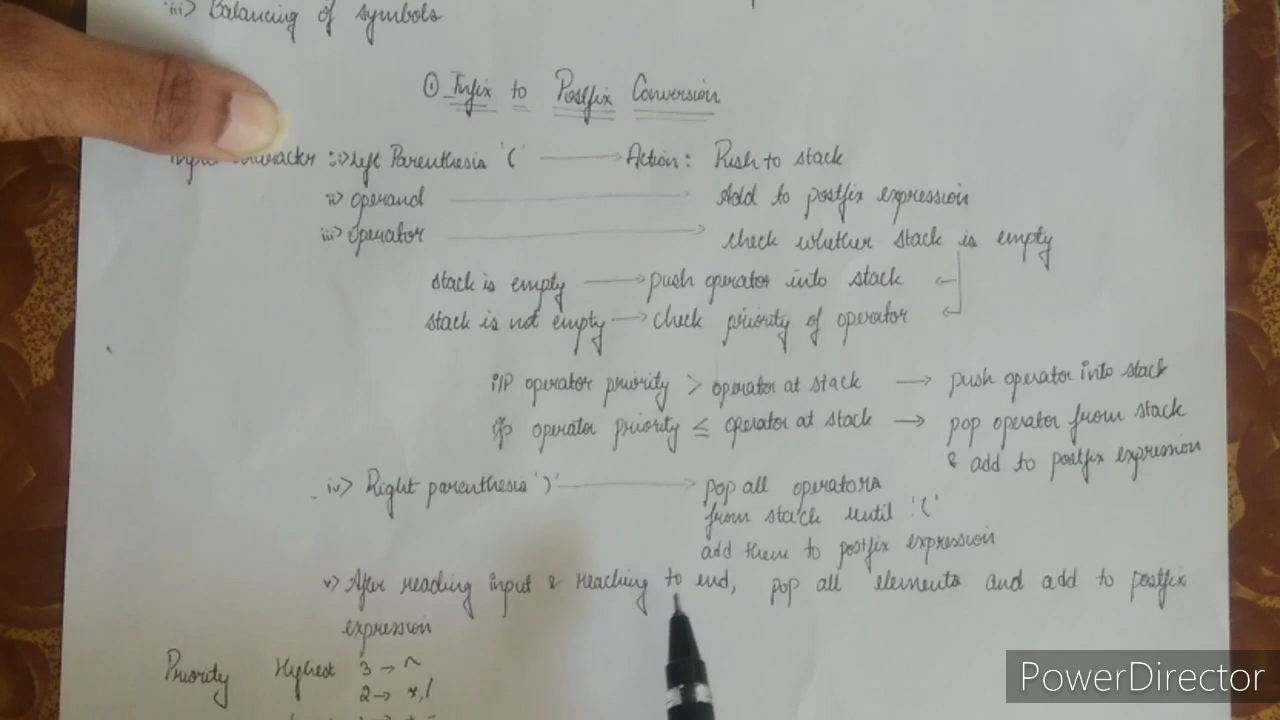 iii> Balancing of symbols
① Infix to Postfix Conversion
Input character :i> Left Parenthesis '(' → Action: Push to stack
ii> operand → Add to postfix expression
iii> operator → check whether stack is empty
stack is empty → push operator into stack ←
stack is not empty → check priority of operator ←
i/P operator priority > operator at stack → push operator into stack
i/p operator priority ≤ operator at stack → pop operator from stack
& add to postfix expression
iv> Right parenthesis ')' → pop all operators
from stack until '('
add them to postfix expression
v> After reading input & reaching to end, pop all elements and add to postfix
expression
Priority Highest 3 → ^
2 → *,/
PowerDirector